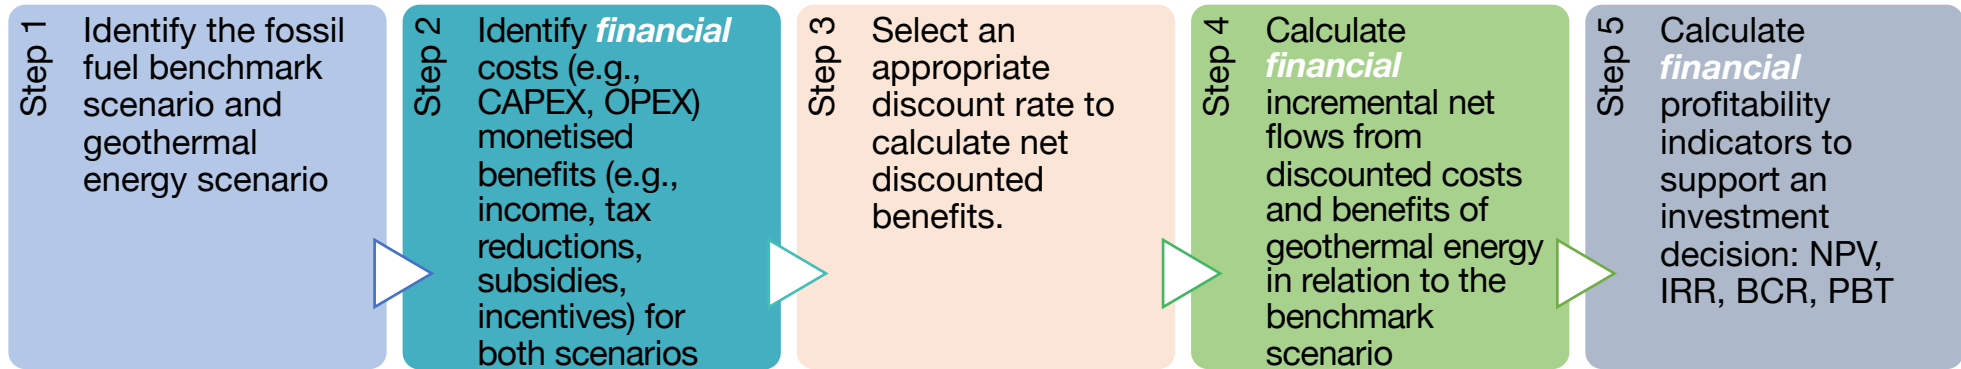 Step 1
Identify the fossil
fuel benchmark
scenario and
geothermal
energy scenario
Step 2
Identify financial
costs (e.g.,
CAPEX, OPEX)
monetised
benefits (e.g.,
income, tax
reductions,
subsidies,
incentives) for
both scenarios
Step 3
Select an
appropriate
discount rate to
calculate net
discounted
benefits.
Step 4
Calculate
financial
incremental net
flows from
discounted costs
and benefits of
geothermal energy
in relation to the
benchmark
scenario
Step 5
Calculate
financial
profitability
indicators to
support an
investment
decision: NPV,
IRR, BCR, PBT